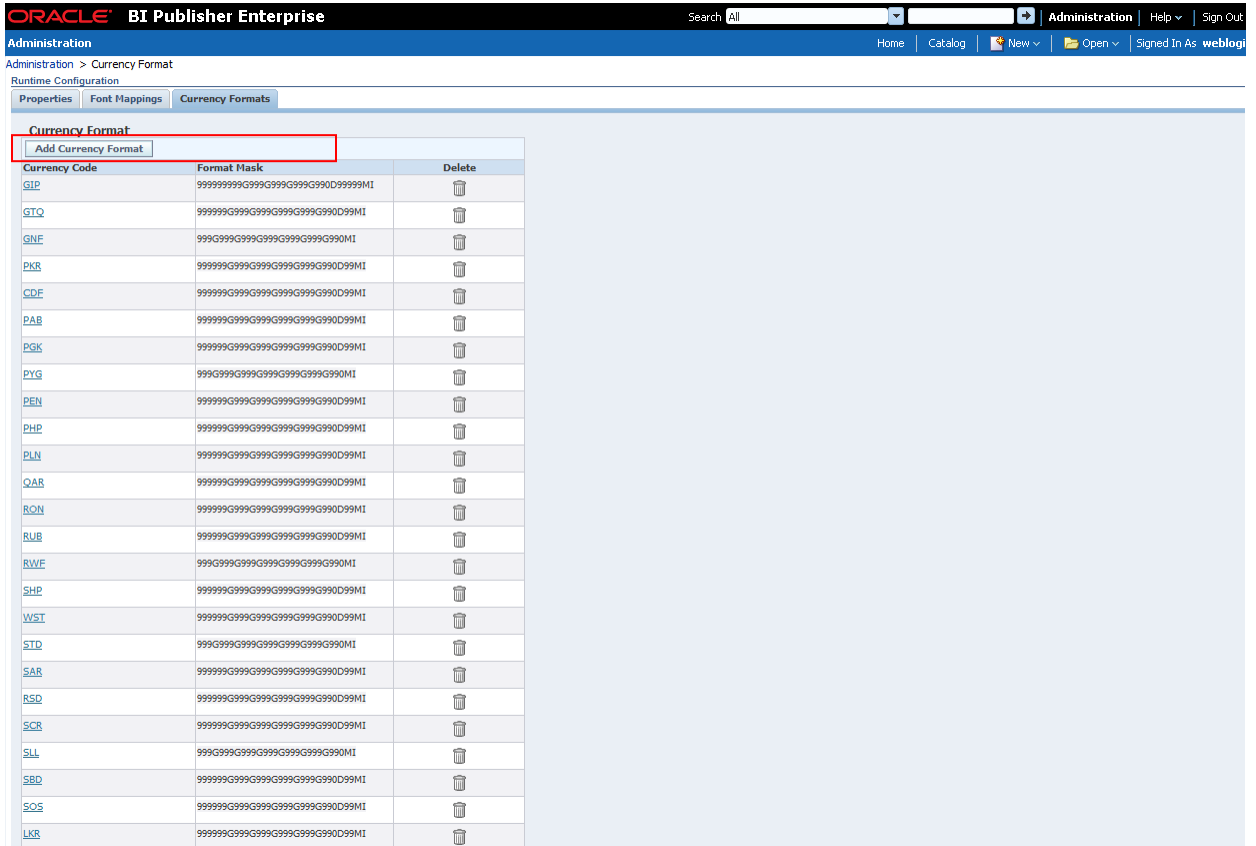 ORACLE® BI Publisher Enterprise Search All Administration Help Sign Out
Administration Home Catalog New Open Signed In As weblogi
Administration > Currency Format
Runtime Configuration
Properties Font Mappings Currency Formats
Currency Format
Add Currency Format
Currency Code Format Mask Delete
GIP 999999999G999G999G999G990D99999MI
GTQ 999999G999G999G999G999G990D99MI
GNF 999G999G999G999G999G999G990MI
PKR 999999G999G999G999G999G990D99MI
CDF 999999G999G999G999G999G990D99MI
PAB 999999G999G999G999G999G990D99MI
PGK 999999G999G999G999G999G990D99MI
PYG 999G999G999G999G999G999G990MI
PEN 999999G999G999G999G999G990D99MI
PHP 999999G999G999G999G999G990D99MI
PLN 999999G999G999G999G999G990D99MI
QAR 999999G999G999G999G999G990D99MI
RON 999999G999G999G999G999G990D99MI
RUB 999999G999G999G999G999G990D99MI
RWF 999G999G999G999G999G999G990MI
SHP 999999G999G999G999G999G990D99MI
WST 999999G999G999G999G999G990D99MI
STD 999G999G999G999G999G999G990MI
SAR 999999G999G999G999G999G990D99MI
RSD 999999G999G999G999G999G990D99MI
SCR 999999G999G999G999G999G990D99MI
SLL 999G999G999G999G999G999G990MI
SBD 999999G999G999G999G999G990D99MI
SOS 999999G999G999G999G999G990D99MI
LKR 999999G999G999G999G999G990D99MI